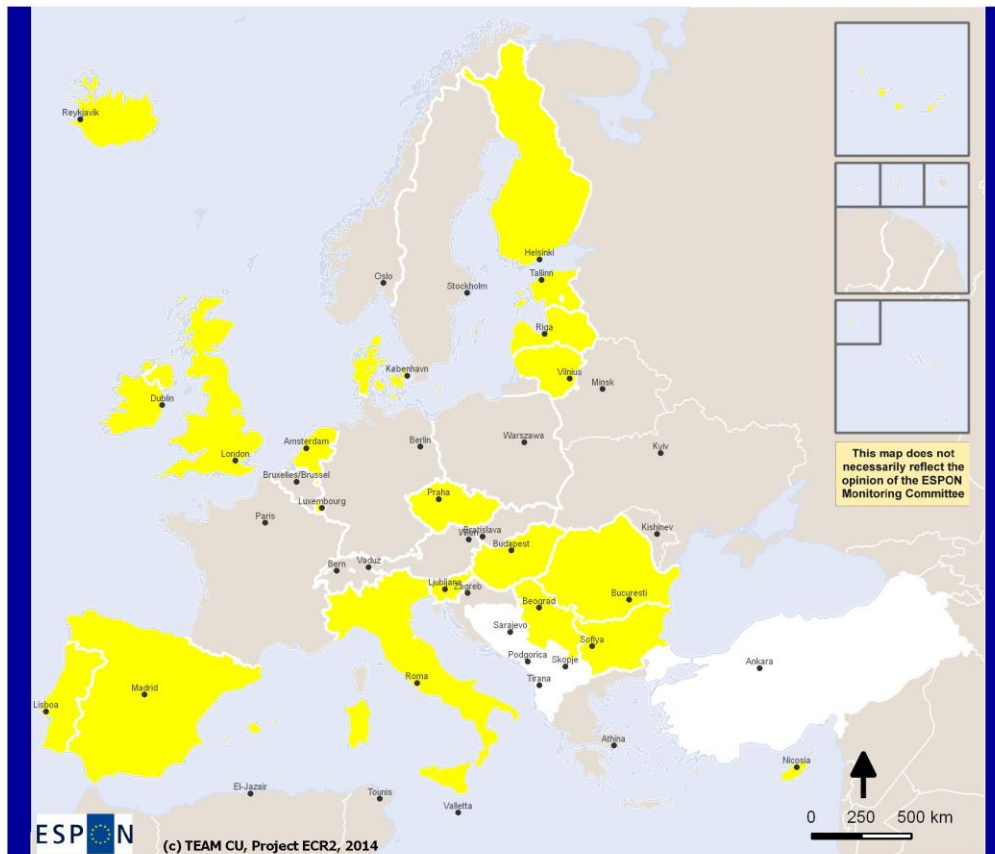 Reykjavik
Helsinki
Tallinn
Oslo
Stockholm
Riga
København
Vilnius
Minsk
Dublin
Amsterdam
Berlin
Warszawa
Kyiv
London
This map does not
necessarily reflect the
opinion of the ESPON
Monitoring Committee
Bruxelles/Brussel
Praha
Luxembourg
Paris
Bratislava
Wien
Kishinev
Budapest
Vaduz
Bern
Ljubljana
Zagreb
Bucuresti
Beograd
Sarajevo
Sofiya
Podgorica
Skopje
Ankara
Roma
Tirana
Madrid
Lisboa
Athina
Nicosia
El-Jazair
Tounis
Valletta
0 250 500 km
ESPON
(c) TEAM CU, Project ECR2, 2014